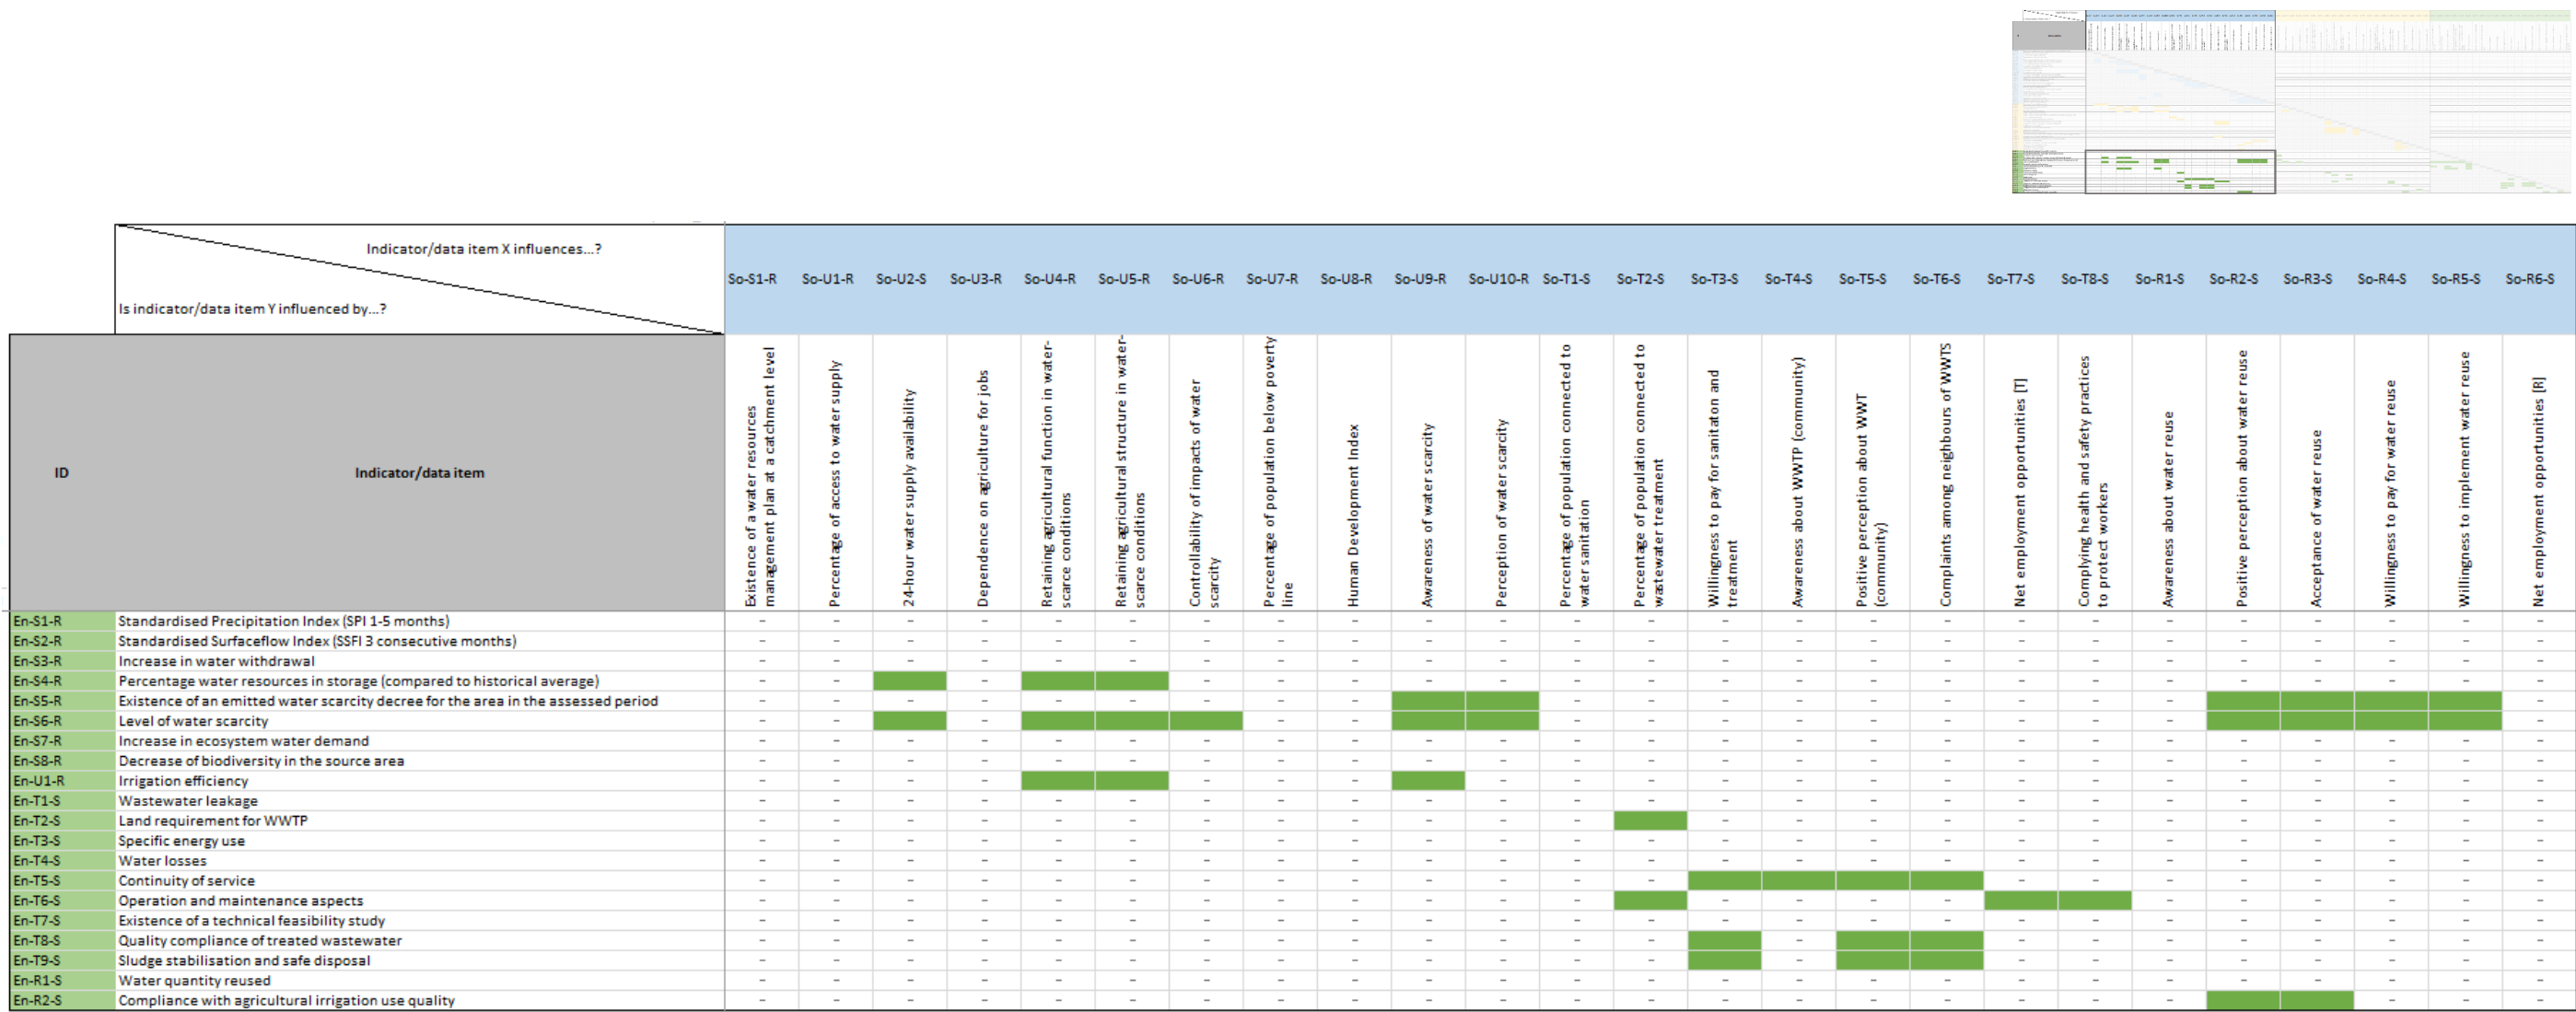 Indicator/data item X influences...?
Is indicator/data item Y influenced by...?
So-S1-R So-U1-R So-U2-S So-U3-R So-U4-R So-U5-R So-U6-R So-U7-R So-U8-R So-U9-R So-U10-R So-T1-S So-T2-S So-T3-S So-T4-S So-T5-S So-T6-S So-T7-S So-T8-S So-R1-S So-R2-S So-R3-S So-R4-S So-R5-S So-R6-S
ID Indicator/data item
Existence of a water resources
management plan at a catchment level
Percentage of access to water supply
24-hour water supply availability
Dependence on agriculture for jobs
Retaining agricultural function in water-
scarce conditions
Retaining agricultural structure in water-
scarce conditions
Controllability of impacts of water
scarcity
Percentage of population below poverty
line
Human Development Index
Awareness of water scarcity
Perception of water scarcity
Percentage of population connected to
water sanitation
Percentage of population connected to
wastewater treatment
Willingness to pay for sanitaton and
treatment
Awareness about WWTP (community)
Positive perception about WWT
(community)
Complaints among neighbours of WWTS
Net employment opportunities [T]
Complying health and safety practices
to protect workers
Awareness about water reuse
Positive perception about water reuse
Acceptance of water reuse
Willingness to pay for water reuse
Willingness to implement water reuse
Net employment opportunities [R]
En-S1-R Standardised Precipitation Index (SPI 1-5 months) - - - - - - - - - - - - - - - - - - - - - - - - -
En-S2-R Standardised Surfaceflow Index (SSFI 3 consecutive months) - - - - - - - - - - - - - - - - - - - - - - - - -
En-S3-R Increase in water withdrawal - - - - - - - - - - - - - - - - - - - - - - - - -
En-S4-R Percentage water resources in storage (compared to historical average) - - - - - - - - - - - - - - - - - - - - - -
En-S5-R Existence of an emitted water scarcity decree for the area in the assessed period - - - - - - - - - - - - - - - - - - -
En-S6-R Level of water scarcity - - - - - - - - - - - - - - -
En-S7-R Increase in ecosystem water demand - - - - - - - - - - - - - - - - - - - - - - - - -
En-S8-R Decrease of biodiversity in the source area - - - - - - - - - - - - - - - - - - - - - - - - -
En-U1-R Irrigation efficiency - - - - - - - - - - - - - - - - - - - - - -
En-T1-S Wastewater leakage - - - - - - - - - - - - - - - - - - - - - - - - -
En-T2-S Land requirement for WWTP - - - - - - - - - - - - - - - - - - - - - - - -
En-T3-S Specific energy use - - - - - - - - - - - - - - - - - - - - - - - - -
En-T4-S Water losses - - - - - - - - - - - - - - - - - - - - - - - - -
En-T5-S Continuity of service - - - - - - - - - - - - - - - - - - - - -
En-T6-S Operation and maintenance aspects - - - - - - - - - - - - - - - - - - - - - -
En-T7-S Existence of a technical feasibility study - - - - - - - - - - - - - - - - - - - - - - - - -
En-T8-S Quality compliance of treated wastewater - - - - - - - - - - - - - - - - - - - - - -
En-T9-S Sludge stabilisation and safe disposal - - - - - - - - - - - - - - - - - - - - - -
En-R1-S Water quantity reused - - - - - - - - - - - - - - - - - - - - - - - - -
En-R2-S Compliance with agricultural irrigation use quality - - - - - - - - - - - - - - - - - - - - - - -